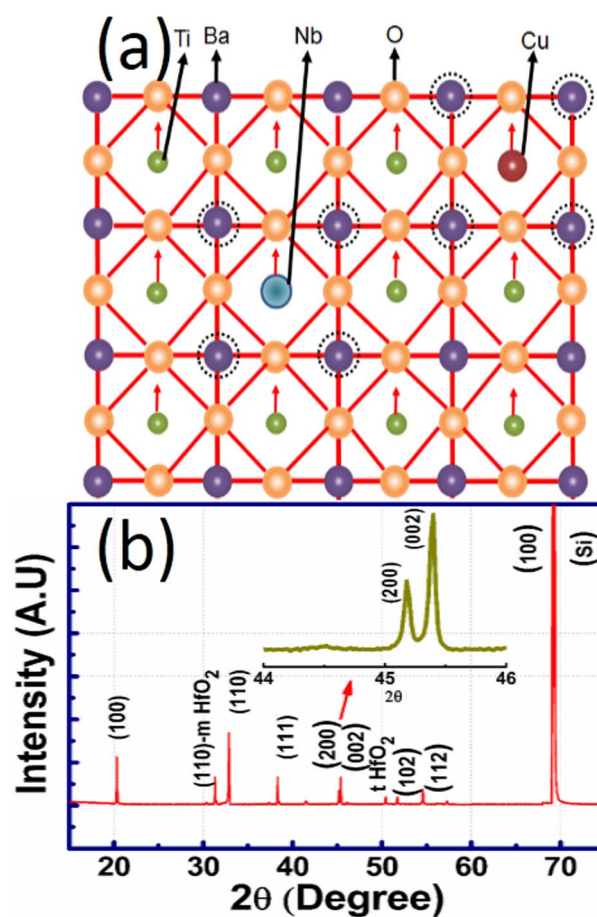 (a)
Ti Ba Nb O Cu
(b)
Intensity (A.U)
(100)
(110)-m HfO2
(110)
(111)
(200)
(002)
t HfO2
(102)
(112)
(100)
(si)
(200)
(002)
44 45 46
2θ
20 30 40 50 60 70
2θ (Degree)